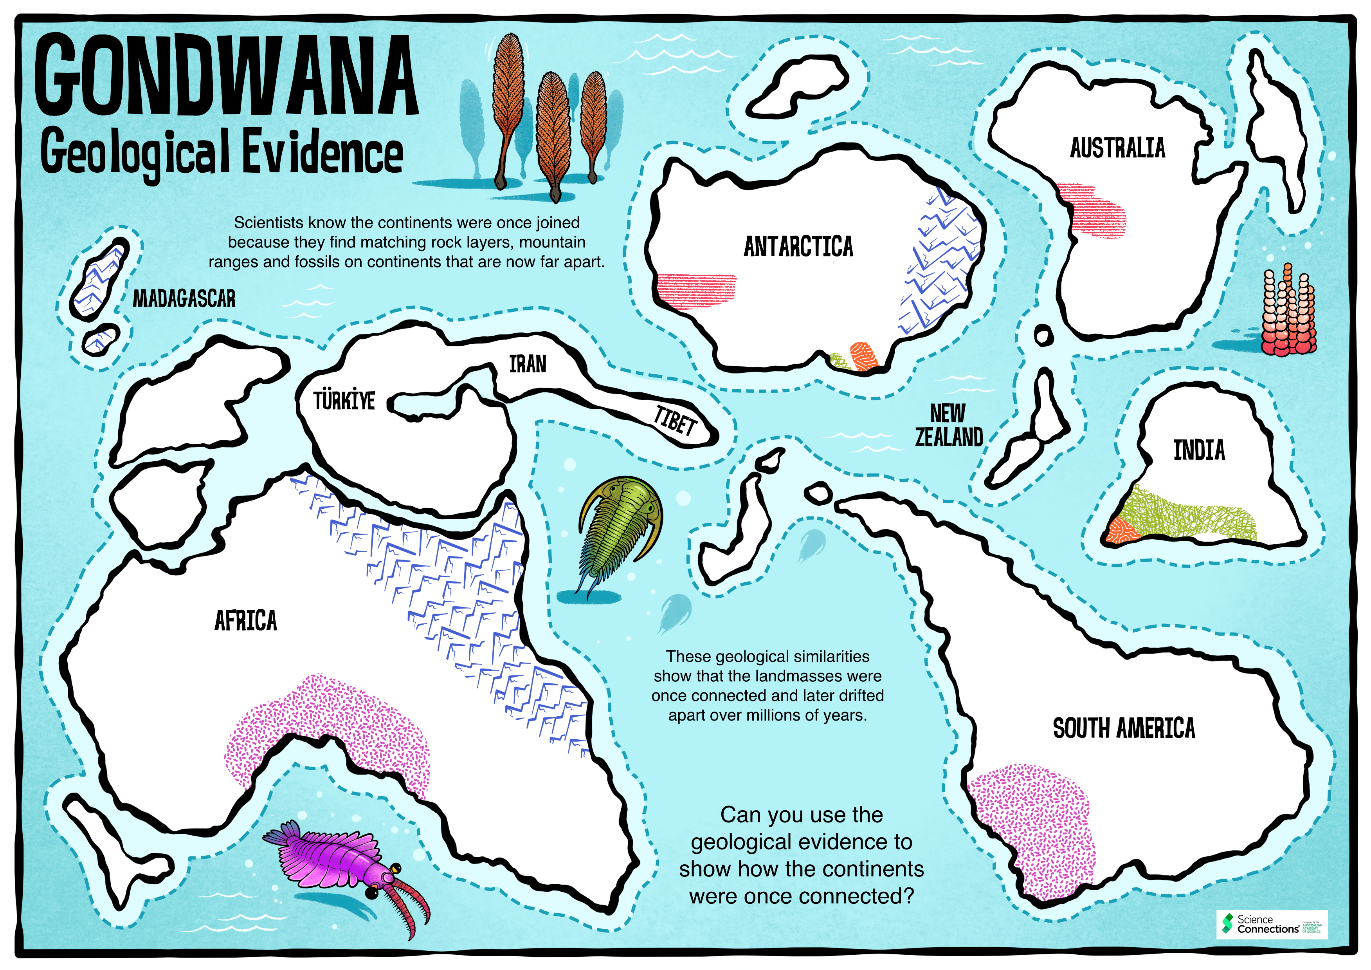 GONDWANA
Geological Evidence
Scientists know the continents were once joined
because they find matching rock layers, mountain
ranges and fossils on continents that are now far apart.
MADAGASCAR
TÜRKİYE
IRAN
TIBET
ANTARCTICA
AUSTRALIA
NEW
ZEALAND
INDIA
AFRICA
These geological similarities
show that the landmasses were
once connected and later drifted
apart over millions of years.
SOUTH AMERICA
Can you use the
geological evidence to
show how the continents
were once connected?
Science
Connections